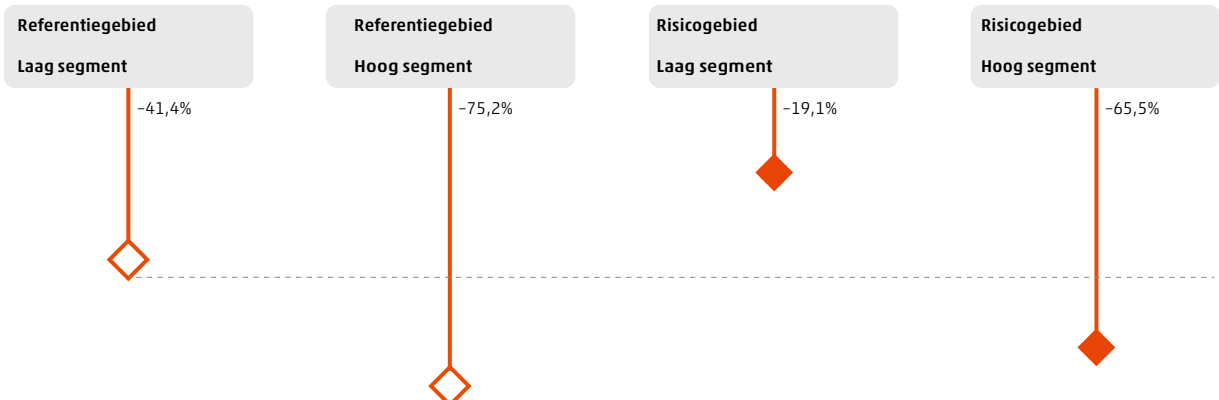 Referentiegebied
Laag segment
–41,4%
Referentiegebied
Hoog segment
–75,2%
Risicogebied
Laag segment
–19,1%
Risicogebied
Hoog segment
–65,5%